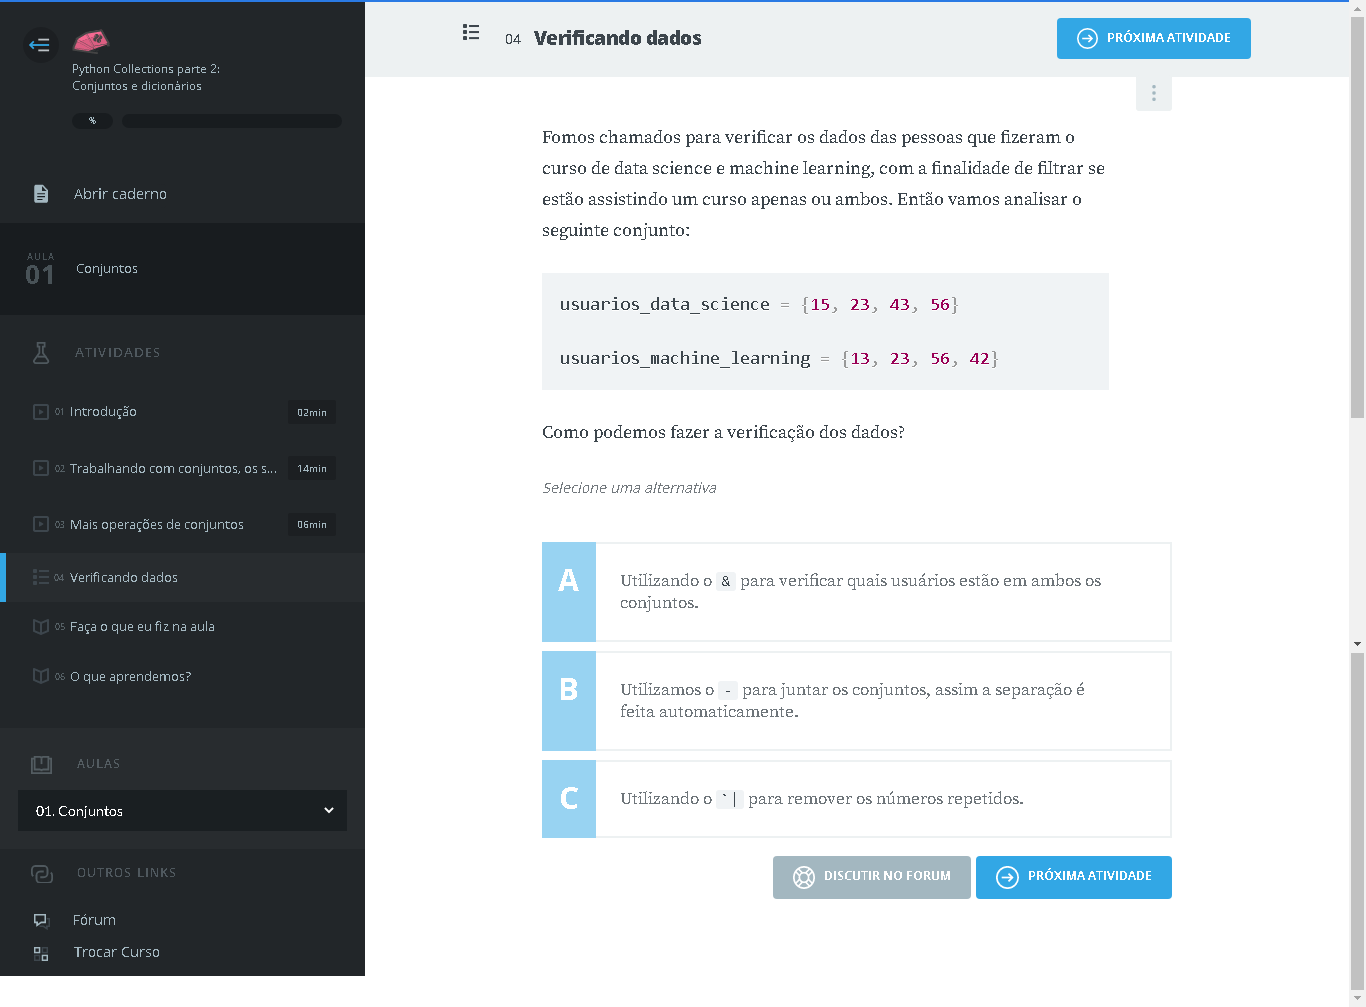 Python Collections parte 2:
Conjuntos e dicionários
%
Abrir caderno
AULA
01
Conjuntos
ATIVIDADES
01 Introdução 02min
02 Trabalhando com conjuntos, os s... 14min
03 Mais operações de conjuntos 06min
04 Verificando dados
05 Faça o que eu fiz na aula
06 O que aprendemos?
AULAS
01. Conjuntos
OUTROS LINKS
Fórum
Trocar Curso
04 Verificando dados
PRÓXIMA ATIVIDADE
Fomos chamados para verificar os dados das pessoas que fizeram o
curso de data science e machine learning, com a finalidade de filtrar se
estão assistindo um curso apenas ou ambos. Então vamos analisar o
seguinte conjunto:
usuarios_data_science = {15, 23, 43, 56}
usuarios_machine_learning = {13, 23, 56, 42}
Como podemos fazer a verificação dos dados?
Selecione uma alternativa
A
Utilizando o & para verificar quais usuários estão em ambos os
conjuntos.
B
Utilizamos o - para juntar os conjuntos, assim a separação é
feita automaticamente.
C
Utilizando o `| para remover os números repetidos.
DISCUTIR NO FORUM
PRÓXIMA ATIVIDADE